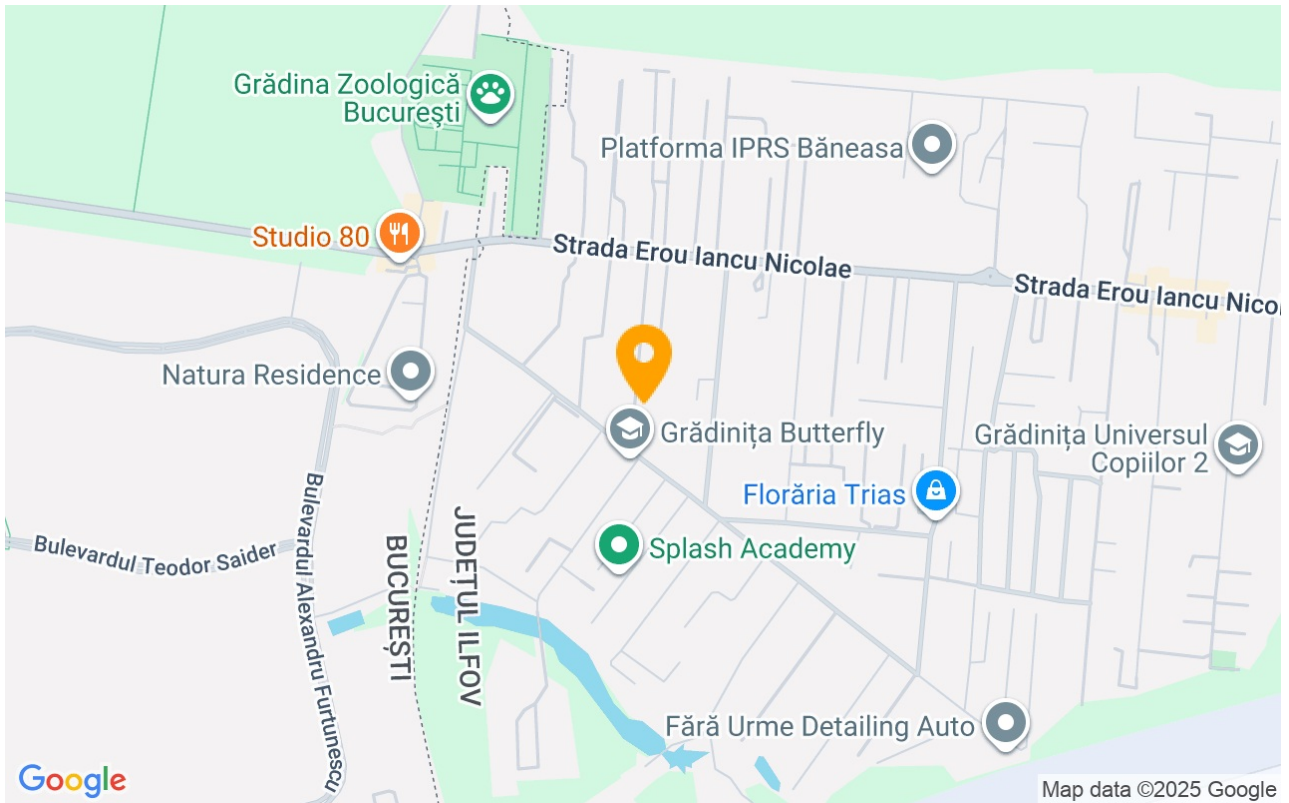 Grădina Zoologică
Bucureşti
Platforma IPRS Băneasa
Studio 80
Strada Erou Iancu Nicolae
Strada Erou Iancu Nicol
Natura Residence
Grădinița Butterfly
Grădinița Universul
Copiilor 2
Florăria Trias
Bulevardul Teodor Saider
Bulevardul Alexandru Furtunescu
BUCUREȘTI
JUDEȚUL ILFOV
Splash Academy
Fără Urme Detailing Auto
Google
Map data ©2025 Google